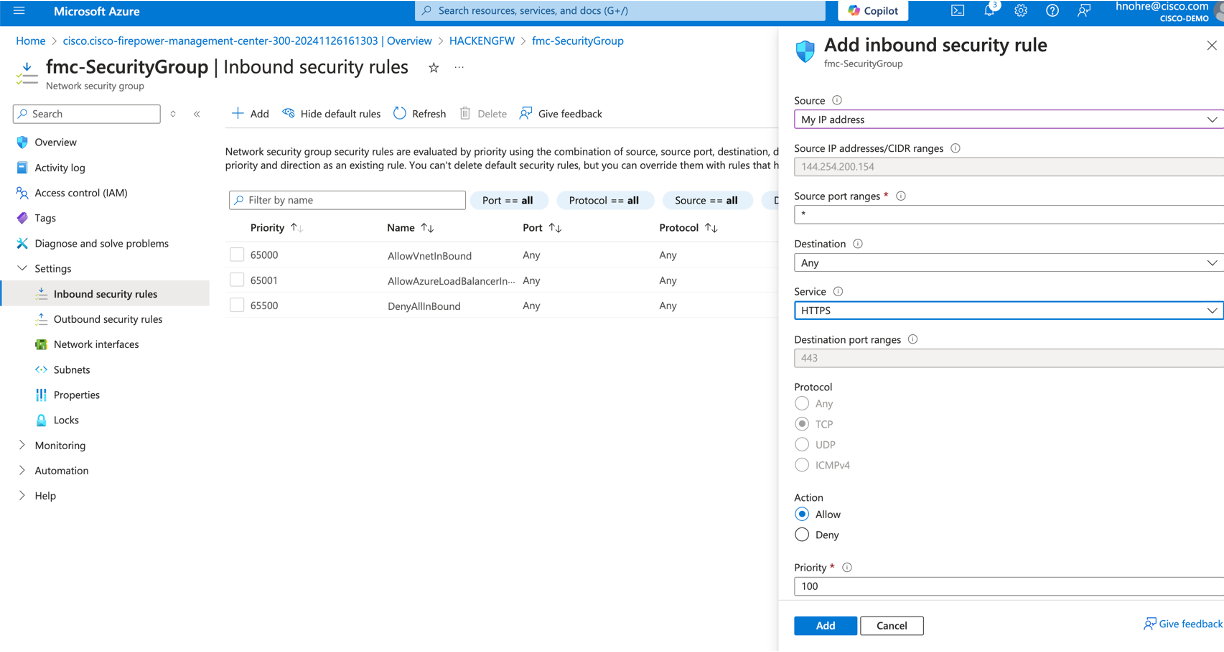 Microsoft Azure
Search resources, services, and docs (G+/)
Copilot
3
hnohre@cisco.com
CISCO-DEMO
Home > cisco.cisco-firepower-management-center-300-20241126161303 | Overview > HACKENGFW > fmc-SecurityGroup
fmc-SecurityGroup | Inbound security rules
Network security group
Search
Overview
Activity log
Access control (IAM)
Tags
Diagnose and solve problems
Settings
Inbound security rules
Outbound security rules
Network interfaces
Subnets
Properties
Locks
Monitoring
Automation
Help
Add Hide default rules Refresh Delete Give feedback
Network security group security rules are evaluated by priority using the combination of source, source port, destination, d
priority and direction as an existing rule. You can't delete default security rules, but you can override them with rules that h
Filter by name Port == all Protocol == all Source == all D
Priority Name Port Protocol
65000 AllowVnetInBound Any Any
65001 AllowAzureLoadBalancerIn... Any Any
65500 DenyAllInBound Any Any
Add inbound security rule
fmc-SecurityGroup
Source
My IP address
Source IP addresses/CIDR ranges
144.254.200.154
Source port ranges *
*
Destination
Any
Service
HTTPS
Destination port ranges
443
Protocol
Any
TCP
UDP
ICMPv4
Action
Allow
Deny
Priority *
100
Add Cancel Give feedback